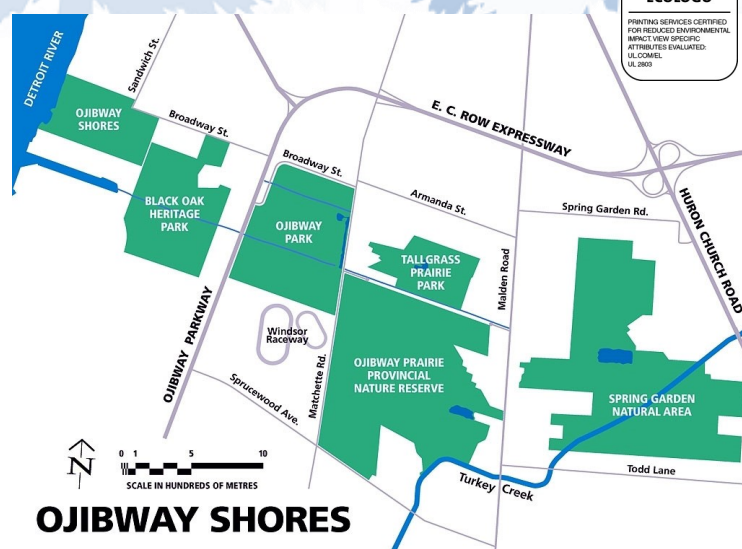 ECOLOGO
PRINTING SERVICES CERTIFIED
FOR REDUCED ENVIRONMENTAL
IMPACT. VIEW SPECIFIC
ATTRIBUTES EVALUATED:
UL.COM/EL
UL 2803
DETROIT RIVER
Sandwich St.
OJIBWAY
SHORES
Broadway St.
E. C. ROW EXPRESSWAY
Broadway St.
BLACK OAK
HERITAGE
PARK
OJIBWAY
PARK
Armanda St.
Spring Garden Rd.
HURON CHURCH ROAD
TALLGRASS
PRAIRIE
PARK
Malden Road
OJIBWAY PARKWAY
Windsor
Raceway
Matchette Rd.
OJIBWAY PRAIRIE
PROVINCIAL
NATURE RESERVE
SPRING GARDEN
NATURAL AREA
Sprucewood Ave.
Todd Lane
Turkey Creek
N
0 1 5 10
SCALE IN HUNDREDS OF METRES
OJIBWAY SHORES